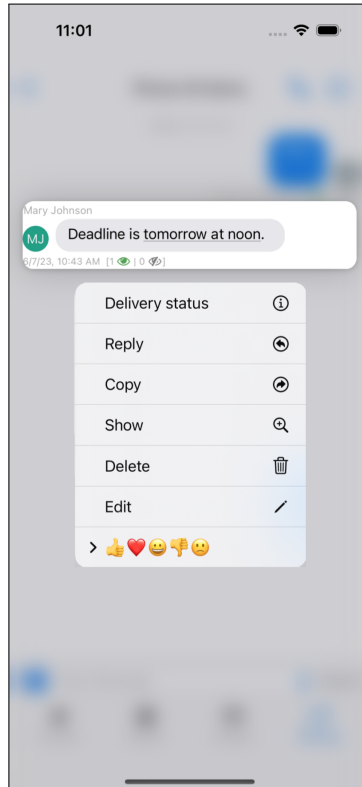 11:01
Mary Johnson
MJ
Deadline is tomorrow at noon.
6/7/23, 10:43 AM [1 | 0 ]
Delivery status
Reply
Copy
Show
Delete
Edit